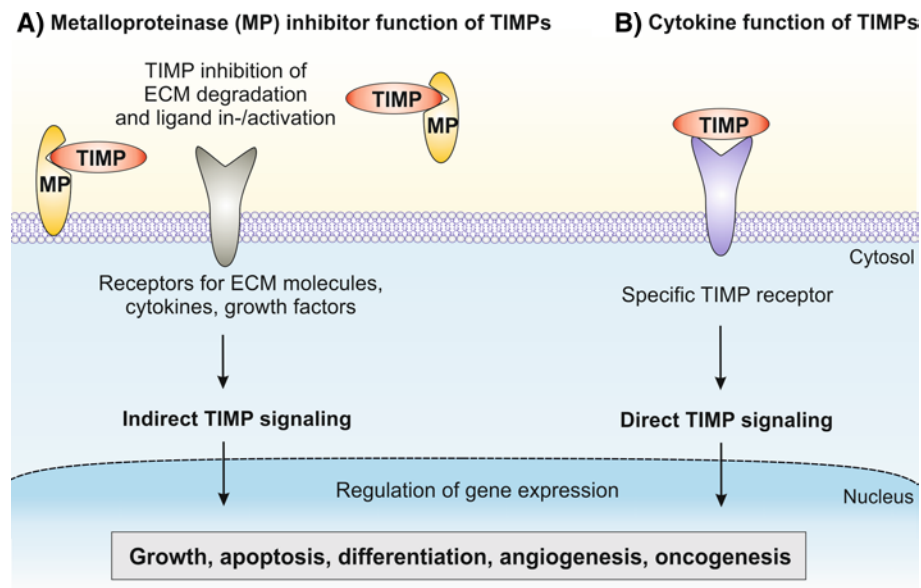 A) Metalloproteinase (MP) inhibitor function of TIMPs
TIMP inhibition of
ECM degradation
and ligand in-/activation
TIMP
MP
TIMP
MP
Receptors for ECM molecules,
cytokines, growth factors
Indirect TIMP signaling
B) Cytokine function of TIMPs
TIMP
Cytosol
Specific TIMP receptor
Direct TIMP signaling
Regulation of gene expression
Nucleus
Growth, apoptosis, differentiation, angiogenesis, oncogenesis